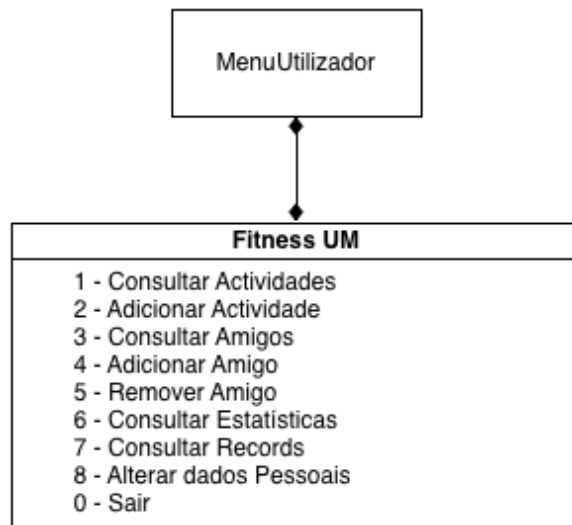 MenuUtilizador
Fitness UM
1 - Consultar Actividades
2 - Adicionar Actividade
3 - Consultar Amigos
4 - Adicionar Amigo
5 - Remover Amigo
6 - Consultar Estatísticas
7 - Consultar Records
8 - Alterar dados Pessoais
0 - Sair